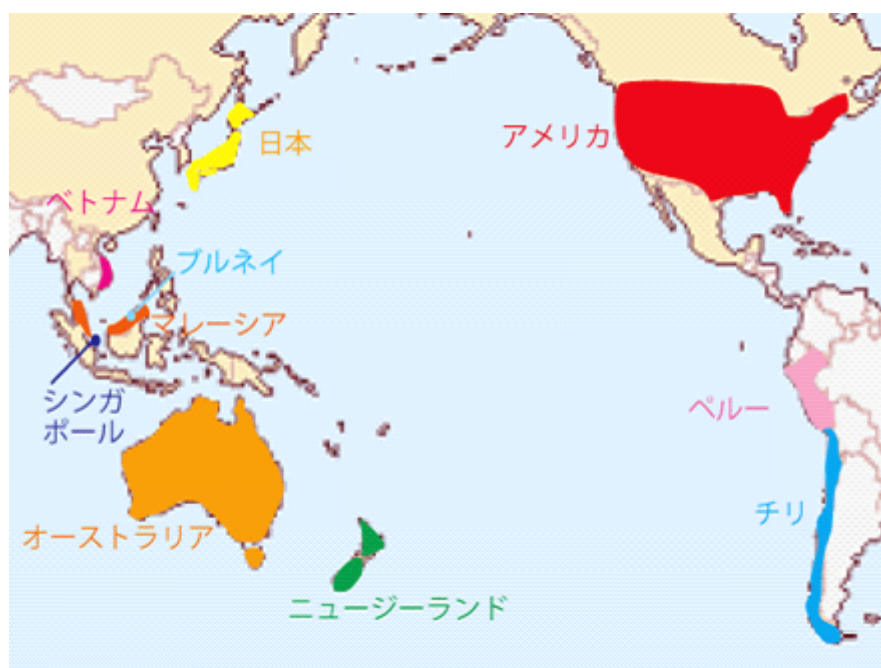 日本
アメリカ
ベトナム
ブルネイ
マレーシア
シンガ
ポール
ペルー
チリ
オーストラリア
ニュージーランド